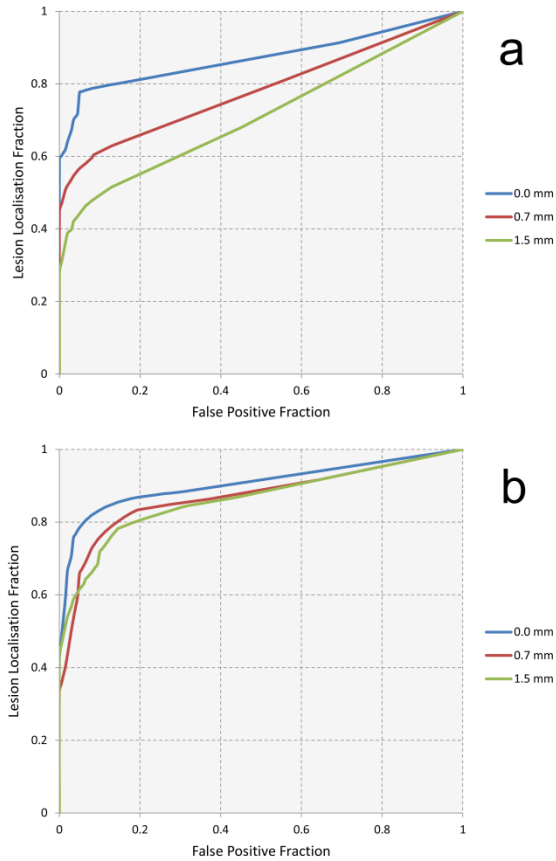 a
1
0.8
0.6
0.4
0.2
0
0 0.2 0.4 0.6 0.8 1
Lesion Localisation Fraction
False Positive Fraction
0.0 mm
0.7 mm
1.5 mm
b
1
0.8
0.6
0.4
0.2
0
0 0.2 0.4 0.6 0.8 1
Lesion Localisation Fraction
False Positive Fraction
0.0 mm
0.7 mm
1.5 mm